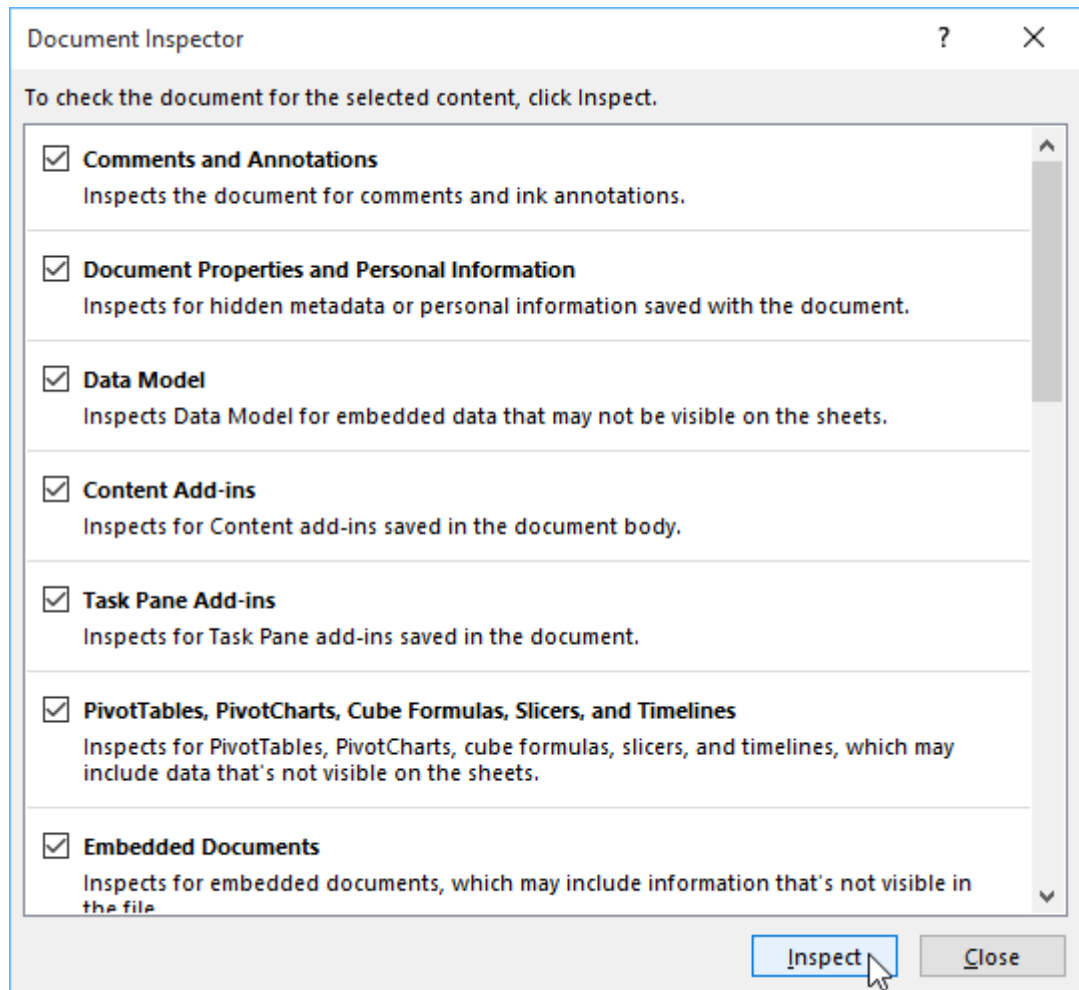 Document Inspector ?
To check the document for the selected content, click Inspect.
Comments and Annotations
Inspects the document for comments and ink annotations.
Document Properties and Personal Information
Inspects for hidden metadata or personal information saved with the document.
Data Model
Inspects Data Model for embedded data that may not be visible on the sheets.
Content Add-ins
Inspects for Content add-ins saved in the document body.
Task Pane Add-ins
Inspects for Task Pane add-ins saved in the document.
PivotTables, PivotCharts, Cube Formulas, Slicers, and Timelines
Inspects for PivotTables, PivotCharts, cube formulas, slicers, and timelines, which may
include data that's not visible on the sheets.
Embedded Documents
Inspects for embedded documents, which may include information that's not visible in
the file.
Inspect Close